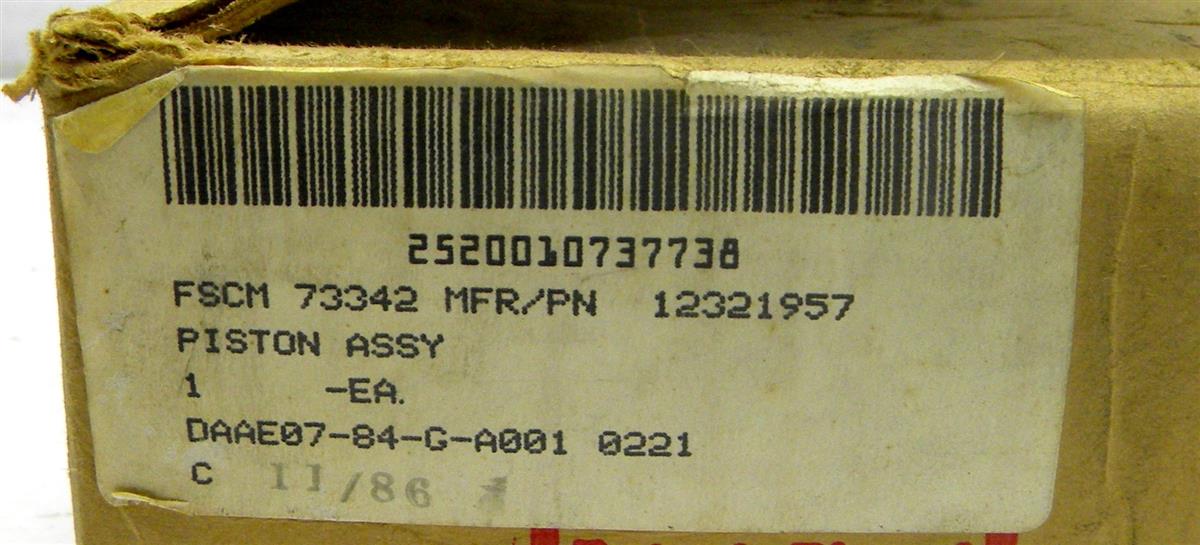 2520010737738
FSCM 73342 MFR/PN 12321957
PISTON ASSY
1 -EA.
DAAE07-84-G-A001 0221
C 11/86